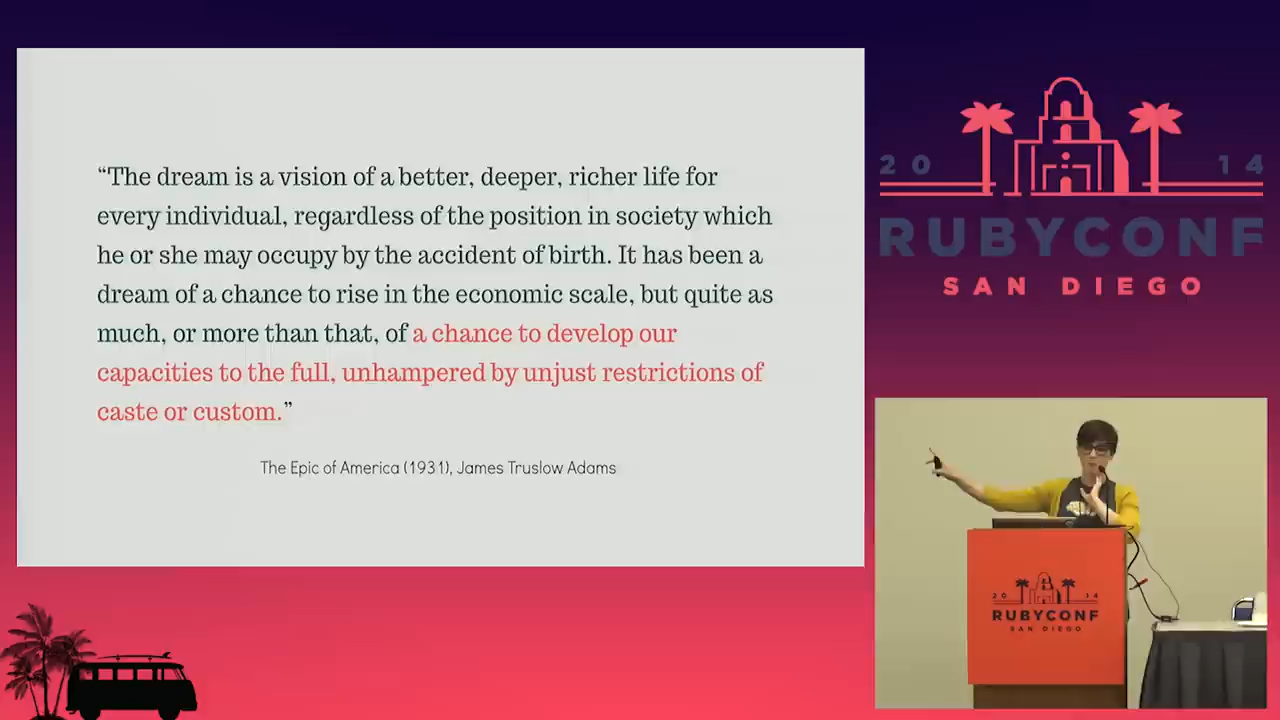 “The dream is a vision of a better, deeper, richer life for
every individual, regardless of the position in society which
he or she may occupy by the accident of birth. It has been a
dream of a chance to rise in the economic scale, but quite as
much, or more than that, of a chance to develop our
capacities to the full, unhampered by unjust restrictions of
caste or custom.”
The Epic of America (1931), James Truslow Adams
20 14
RUBYCONF
SAN DIEGO
20 14
RUBYCONF
SAN DIEGO